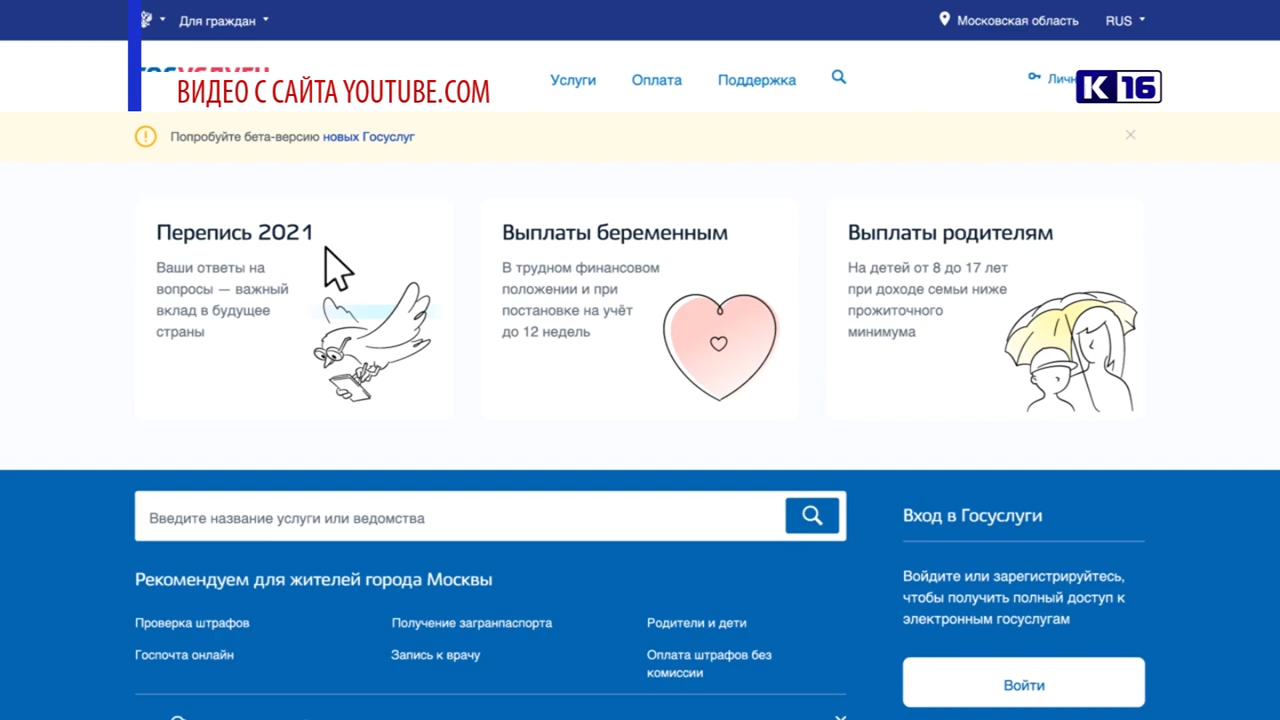 Для граждан
Московская область
RUS
ВИДЕО С САЙТА YOUTUBE.COM
Услуги
Оплата
Поддержка
К 16
Попробуйте бета-версию новых Госуслуг
Перепись 2021
Ваши ответы на
вопросы — важный
вклад в будущее
страны
Выплаты беременным
В трудном финансовом
положении и при
постановке на учёт
до 12 недель
Выплаты родителям
На детей от 8 до 17 лет
при доходе семьи ниже
прожиточного
минимума
Введите название услуги или ведомства
Рекомендуем для жителей города Москвы
Проверка штрафов
Получение загранпаспорта
Родители и дети
Госпочта онлайн
Запись к врачу
Оплата штрафов без
комиссии
Вход в Госуслуги
Войдите или зарегистрируйтесь,
чтобы получить полный доступ к
электронным госуслугам
Войти